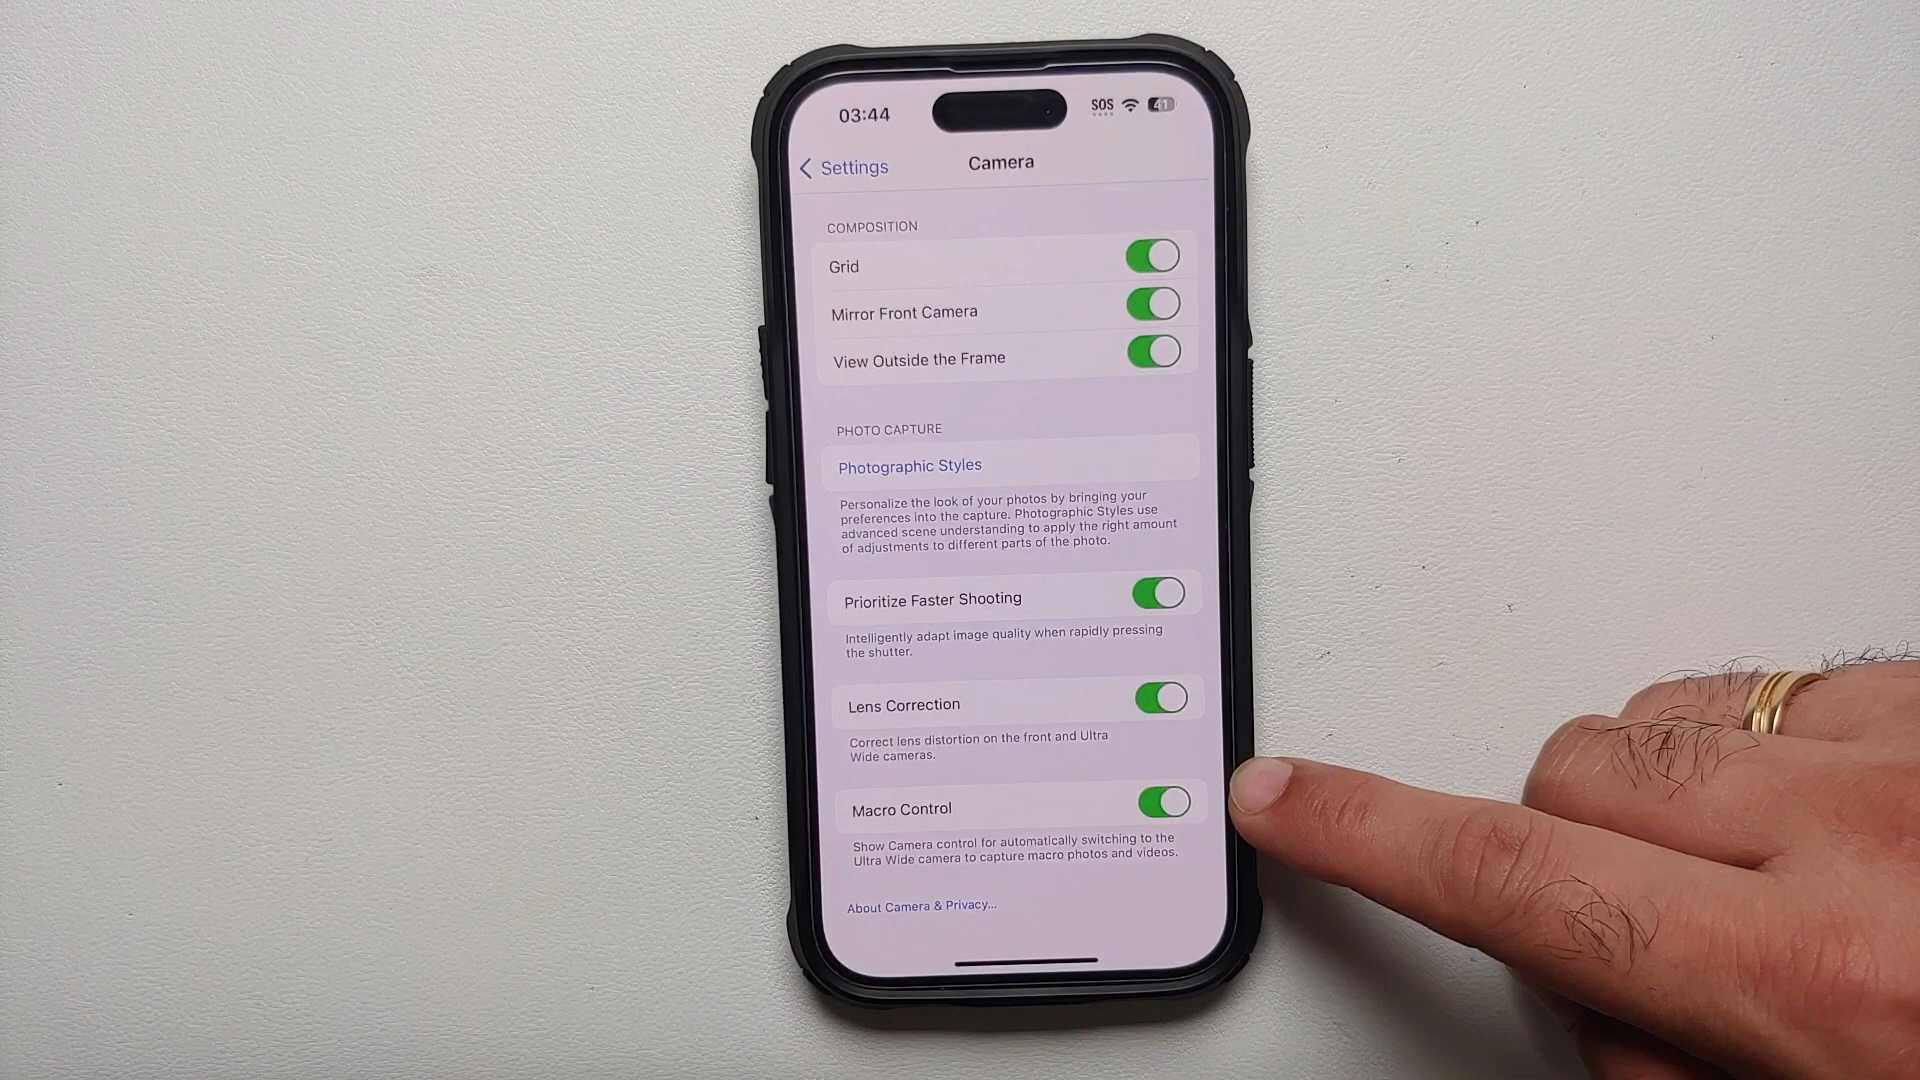 03:44
SOS
41
Settings
Camera
COMPOSITION
Grid
Mirror Front Camera
View Outside the Frame
PHOTO CAPTURE
Photographic Styles
Personalize the look of your photos by bringing your
preferences into the capture. Photographic Styles use
advanced scene understanding to apply the right amount
of adjustments to different parts of the photo.
Prioritize Faster Shooting
Intelligently adapt image quality when rapidly pressing
the shutter.
Lens Correction
Correct lens distortion on the front and Ultra
Wide cameras.
Macro Control
Show Camera control for automatically switching to the
Ultra Wide camera to capture macro photos and videos.
About Camera & Privacy...